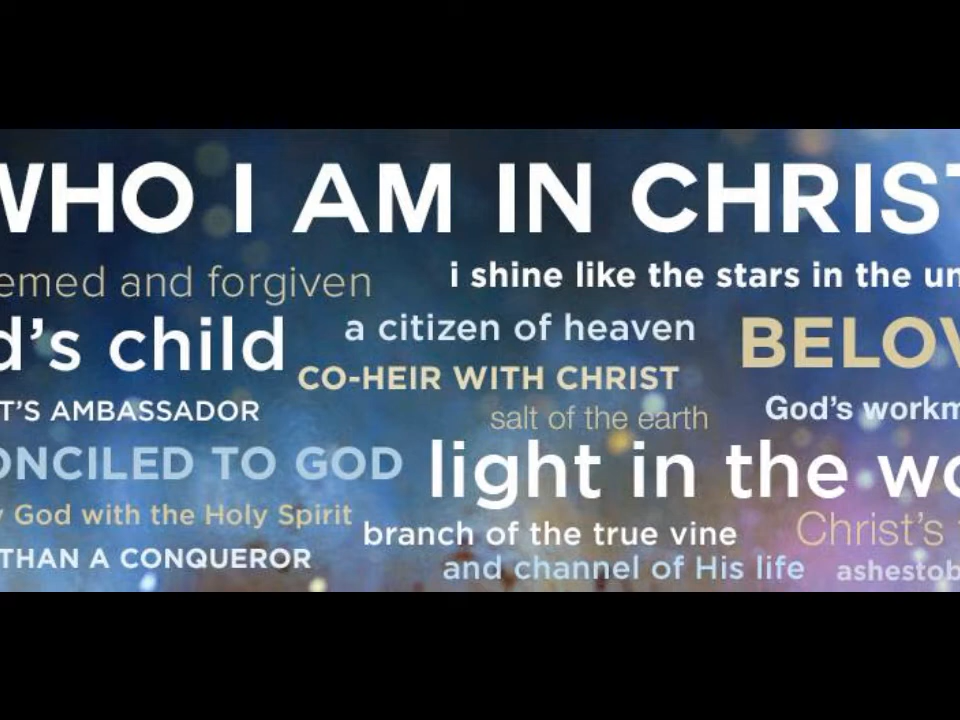 WHO I AM IN CHRIST
emed and forgiven
i shine like the stars in the un
d's child
a citizen of heaven
BELOV
CO-HEIR WITH CHRIST
T'S AMBASSADOR
salt of the earth
God's workm
ONCILED TO GOD
light in the wo
y God with the Holy Spirit
branch of the true vine
Christ's
THAN A CONQUEROR
and channel of His life
ashestob